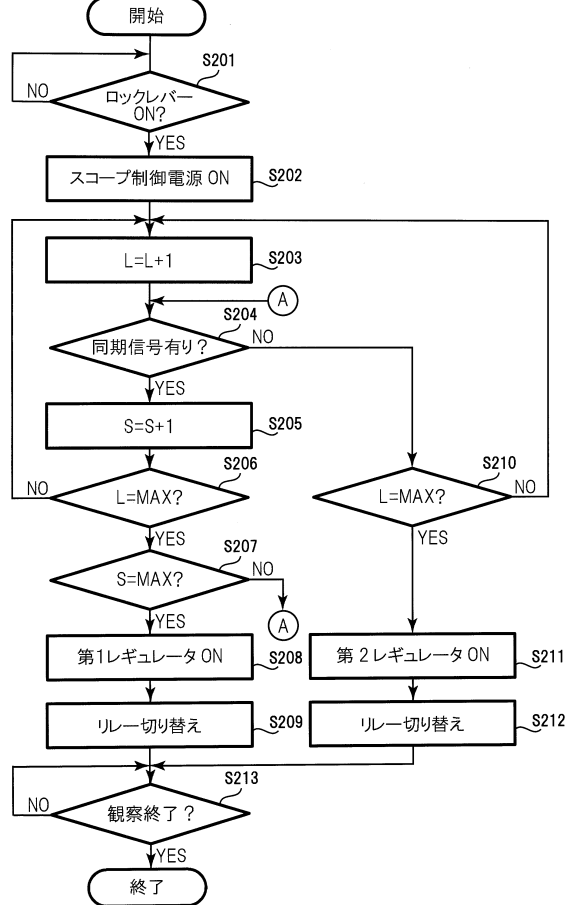 開始
S201
NO
ロックレバー
ON?
YES
スコープ制御電源 ON
S202
L=L+1
S203
A
S204
同期信号有り?
NO
YES
S=S+1
S205
S206
NO
L=MAX?
YES
S210
L=MAX?
NO
YES
S207
S=MAX?
NO
YES
A
第1レギュレータ ON
S208
第2レギュレータ ON
S211
リレー切り替え
S209
リレー切り替え
S212
S213
NO
観察終了?
YES
終了